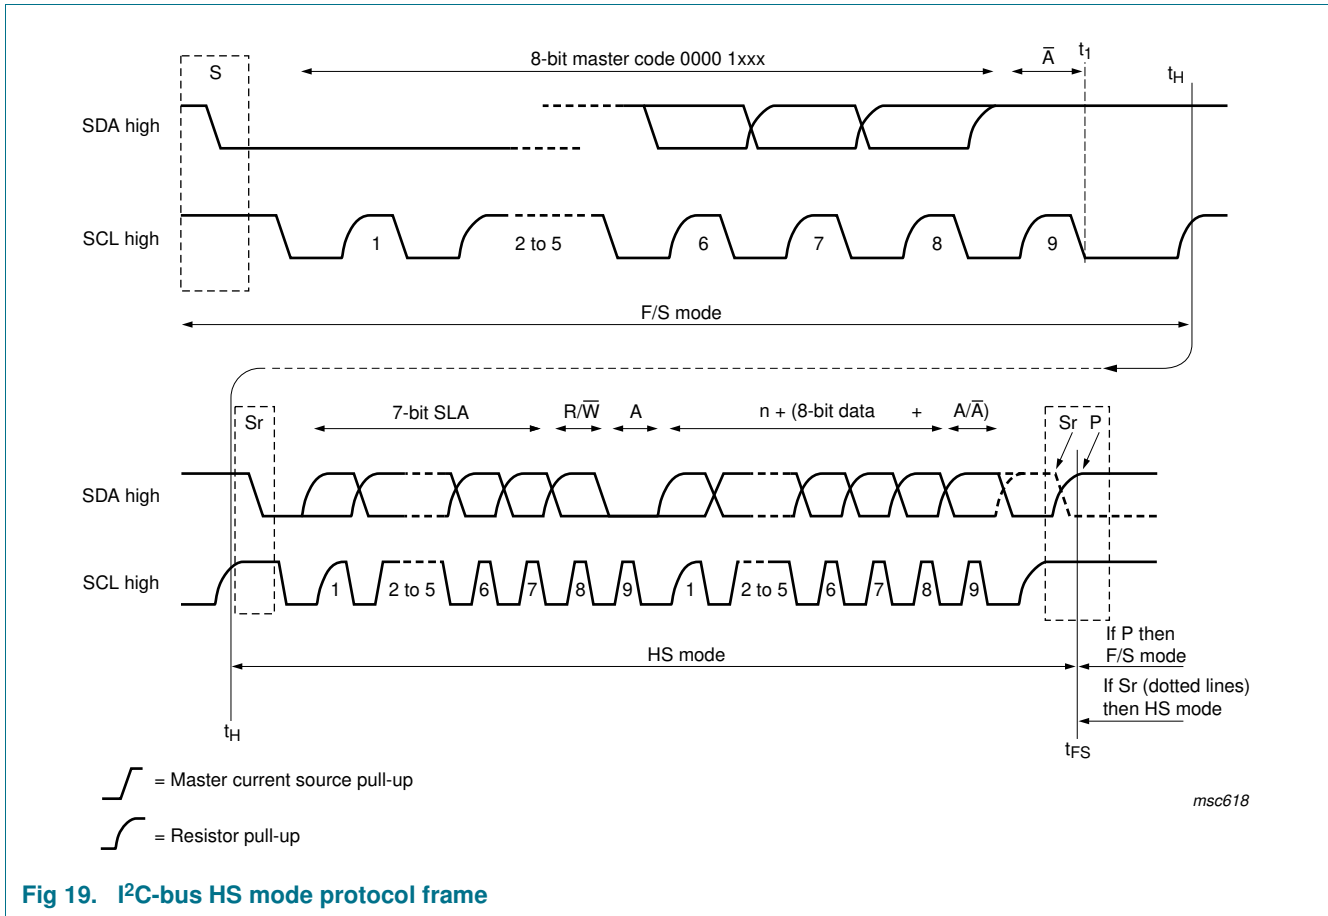 S
8-bit master code 0000 1xxx
A̅
t1
tH
SDA high
SCL high
1
2 to 5
6
7
8
9
F/S mode
Sr
7-bit SLA
R/W̅
A
n + (8-bit data + A/A̅)
Sr P
SDA high
SCL high
1
2 to 5
6
7
8
9
1
2 to 5
6
7
8
9
If P then
F/S mode
HS mode
If Sr (dotted lines)
then HS mode
tH
tFS
= Master current source pull-up
= Resistor pull-up
msc618
Fig 19. I²C-bus HS mode protocol frame